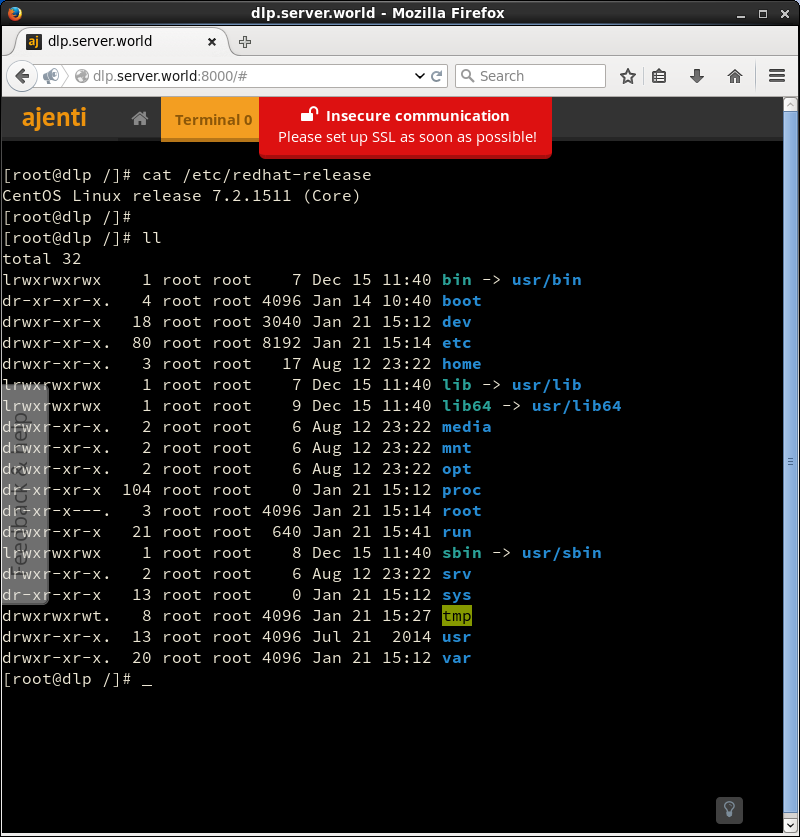 dlp.server.world - Mozilla Firefox
aj dlp.server.world
dlp.server.world:8000/# Search
ajenti Terminal 0 Insecure communication
Please set up SSL as soon as possible!
[root@dlp /]# cat /etc/redhat-release
CentOS Linux release 7.2.1511 (Core)
[root@dlp /]#
[root@dlp /]# ll
total 32
lrwxrwxrwx    1 root root    7 Dec 15 11:40 bin -> usr/bin
dr-xr-xr-x.   4 root root 4096 Jan 14 10:40 boot
drwxr-xr-x   18 root root 3040 Jan 21 15:12 dev
drwxr-xr-x.  80 root root 8192 Jan 21 15:14 etc
drwxr-xr-x.   3 root root   17 Aug 12 23:22 home
lrwxrwxrwx    1 root root    7 Dec 15 11:40 lib -> usr/lib
lrwxrwxrwx    1 root root    9 Dec 15 11:40 lib64 -> usr/lib64
drwxr-xr-x.   2 root root    6 Aug 12 23:22 media
drwxr-xr-x.   2 root root    6 Aug 12 23:22 mnt
drwxr-xr-x.   2 root root    6 Aug 12 23:22 opt
dr-xr-xr-x  104 root root    0 Jan 21 15:12 proc
dr-xr-x---.   3 root root 4096 Jan 21 15:14 root
drwxr-xr-x   21 root root  640 Jan 21 15:41 run
lrwxrwxrwx    1 root root    8 Dec 15 11:40 sbin -> usr/sbin
drwxr-xr-x.   2 root root    6 Aug 12 23:22 srv
dr-xr-xr-x   13 root root    0 Jan 21 15:12 sys
drwxrwxrwt.   8 root root 4096 Jan 21 15:27 tmp
drwxr-xr-x.  13 root root 4096 Jul 21  2014 usr
drwxr-xr-x.  20 root root 4096 Jan 21 15:12 var
[root@dlp /]# _
Feedback & help